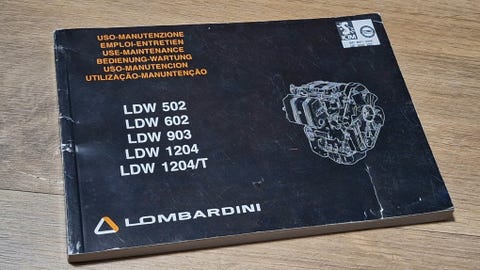 USO-MANUTENZIONE
EMPLOI-ENTRETIEN
USE-MAINTENANCE
BEDIENUNG-WARTUNG
USO-MANUTENCION
UTILIZAÇÃO-MANUNTENÇÃO
LDW 502
LDW 602
LDW 903
LDW 1204
LDW 1204/T
LOMBARDINI